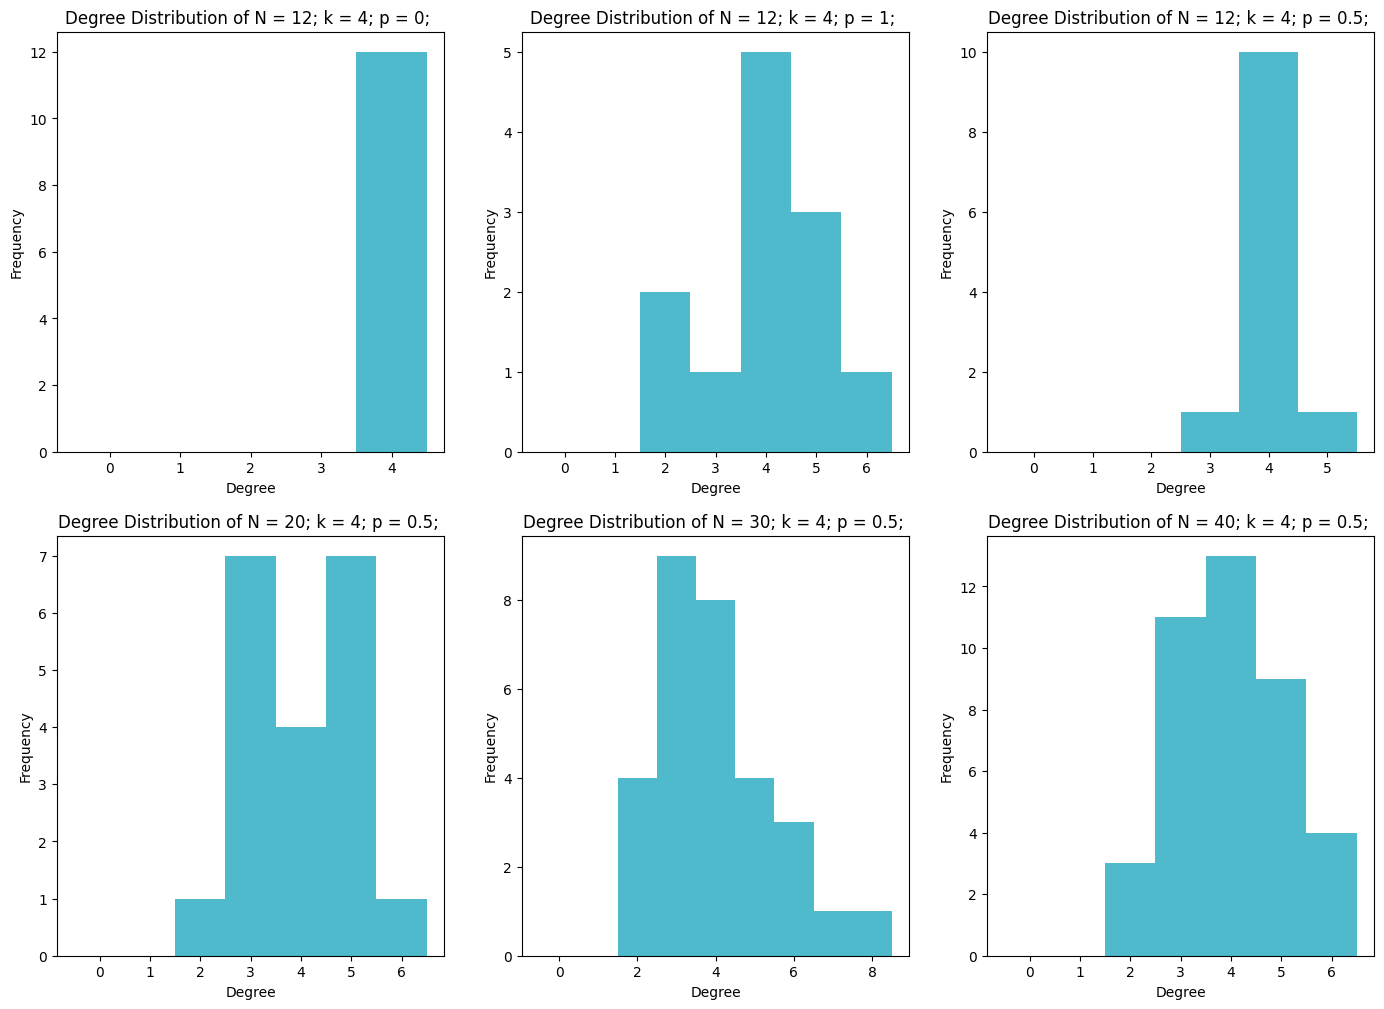 Degree Distribution of N = 12; k = 4; p = 0;
12
10
8
6
4
2
0
Frequency
0 1 2 3 4
Degree
Degree Distribution of N = 12; k = 4; p = 1;
5
4
3
2
1
0
Frequency
0 1 2 3 4 5 6
Degree
Degree Distribution of N = 12; k = 4; p = 0.5;
10
8
6
4
2
0
Frequency
0 1 2 3 4 5
Degree
Degree Distribution of N = 20; k = 4; p = 0.5;
7
6
5
4
3
2
1
0
Frequency
0 1 2 3 4 5 6
Degree
Degree Distribution of N = 30; k = 4; p = 0.5;
8
6
4
2
0
Frequency
0 2 4 6 8
Degree
Degree Distribution of N = 40; k = 4; p = 0.5;
12
10
8
6
4
2
0
Frequency
0 1 2 3 4 5 6
Degree